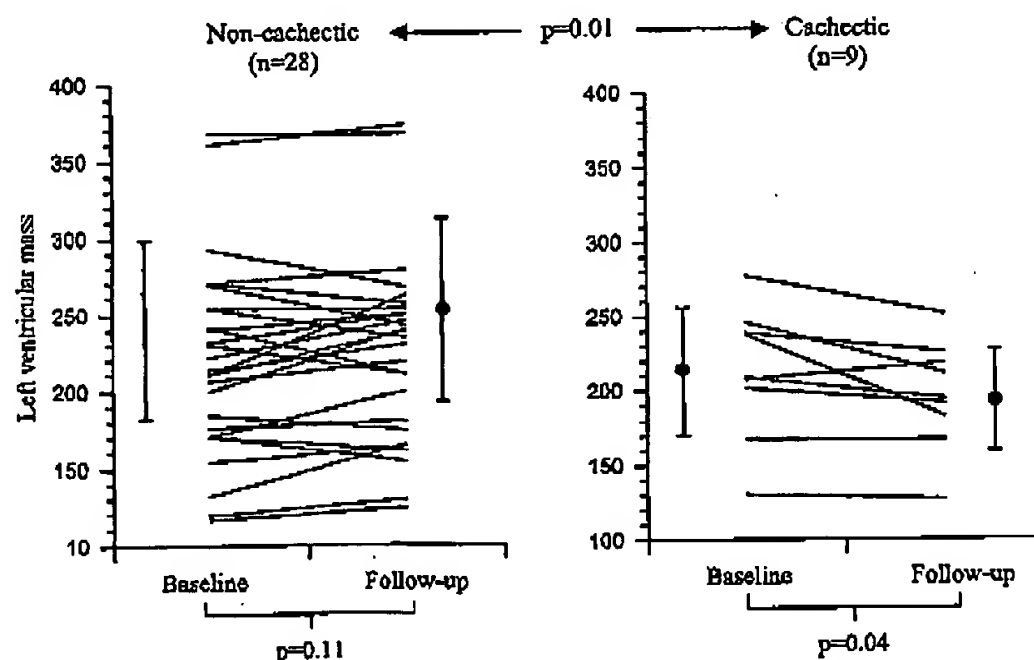 Non-cachectic p=0.01 Cachectic
(n=28) (n=9)
Left ventricular mass
400
350
300
250
200
150
10
400
350
300
250
200
150
100
Baseline Follow-up
p=0.11
Baseline Follow-up
p=0.04